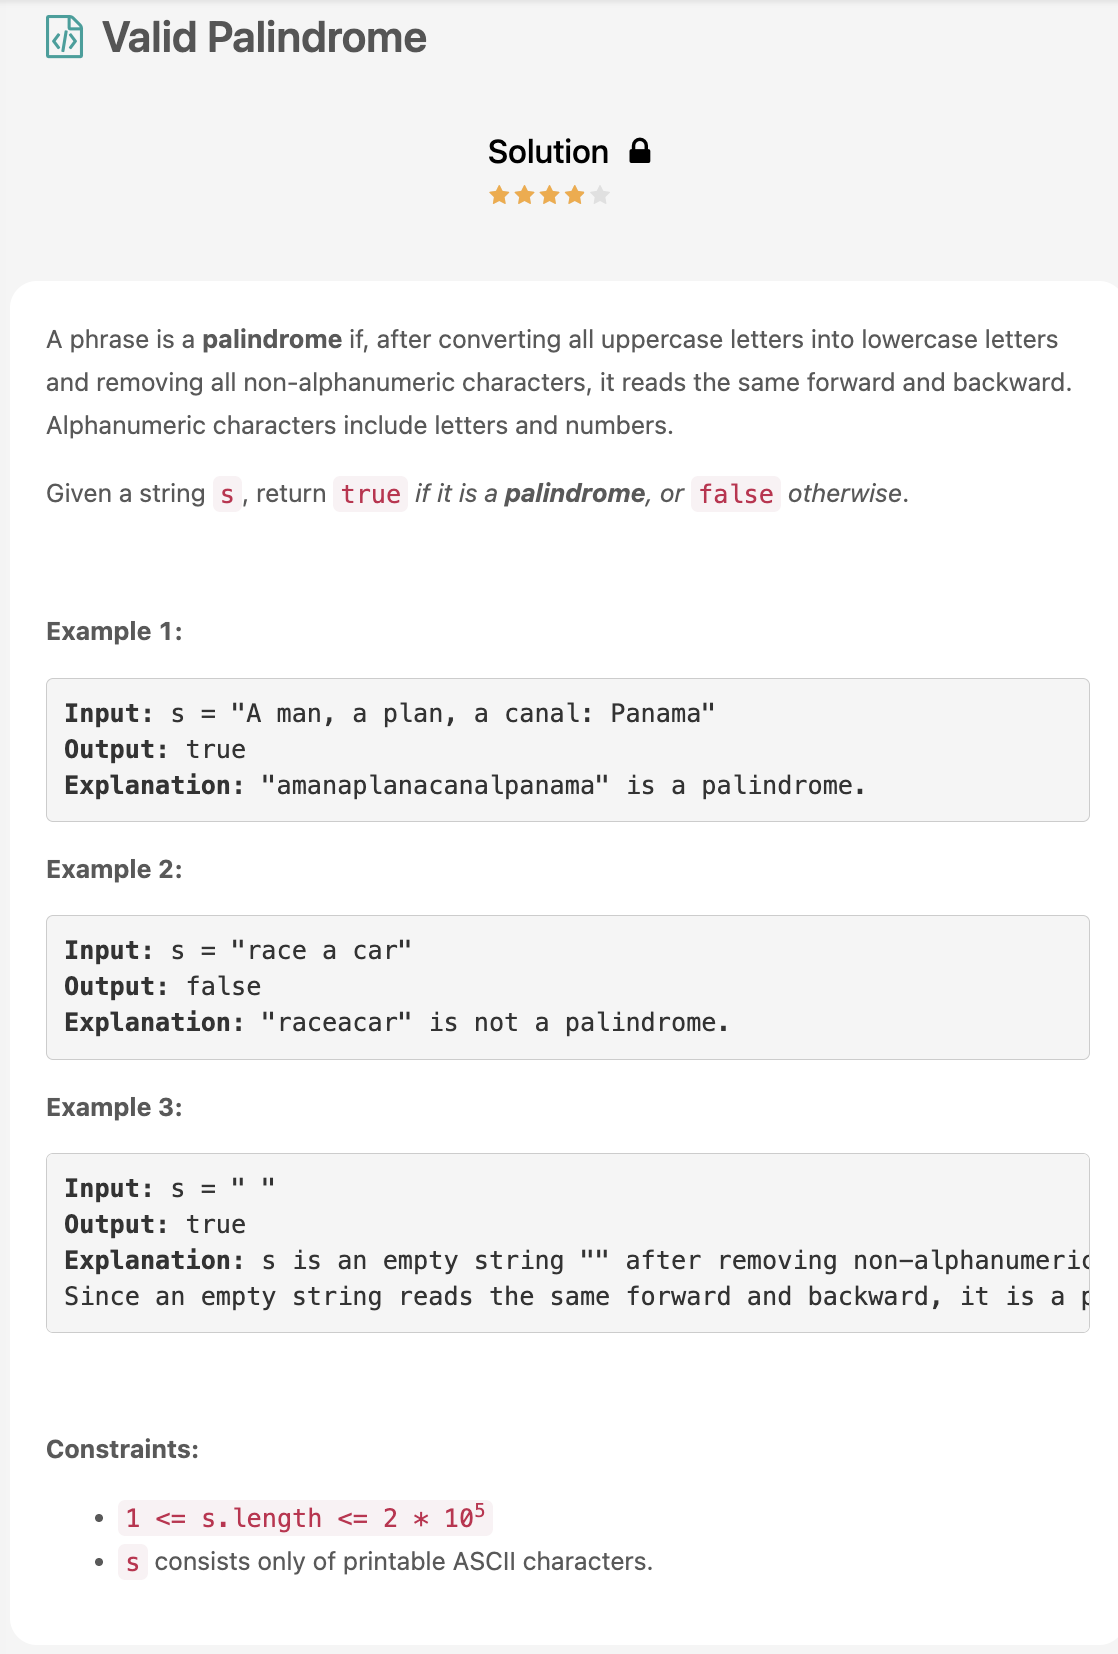 Valid Palindrome
Solution
A phrase is a palindrome if, after converting all uppercase letters into lowercase letters
and removing all non-alphanumeric characters, it reads the same forward and backward.
Alphanumeric characters include letters and numbers.
Given a string s, return true if it is a palindrome, or false otherwise.
Example 1:
Input: s = "A man, a plan, a canal: Panama"
Output: true
Explanation: "amanaplanacanalpanama" is a palindrome.
Example 2:
Input: s = "race a car"
Output: false
Explanation: "raceacar" is not a palindrome.
Example 3:
Input: s = " "
Output: true
Explanation: s is an empty string "" after removing non-alphanumeric
Since an empty string reads the same forward and backward, it is a p
Constraints:
• 1 <= s.length <= 2 * 10⁵
• s consists only of printable ASCII characters.